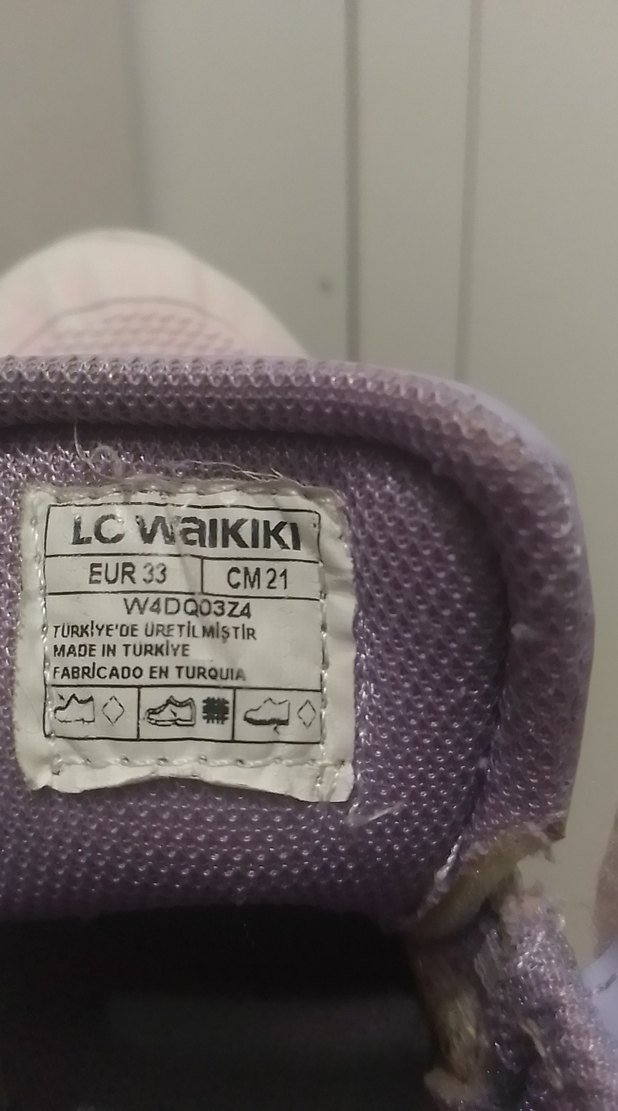 LC Waikiki
EUR 33 CM 21
W4DQ03Z4
TÜRKİYE'DE ÜRETİLMİŞTİR
MADE IN TÜRKİYE
FABRİCADO EN TURQUIA